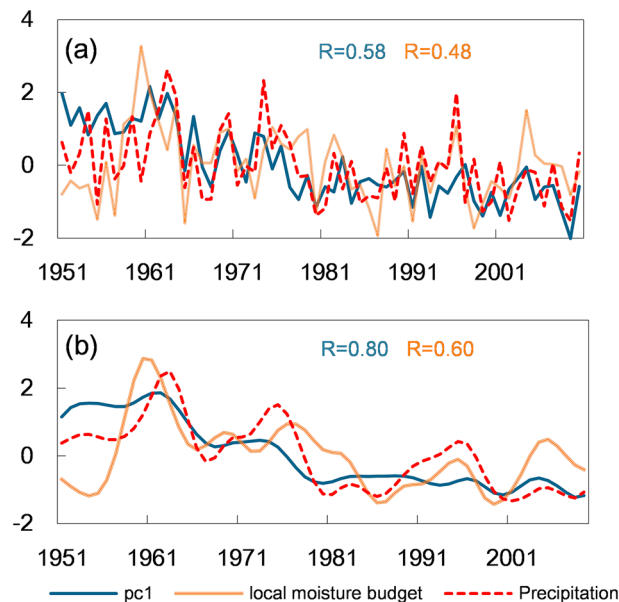 4
(a)
R=0.58 R=0.48
2
0
-2
1951 1961 1971 1981 1991 2001
4
(b)
R=0.80 R=0.60
2
0
-2
1951 1961 1971 1981 1991 2001
pc1 local moisture budget Precipitation